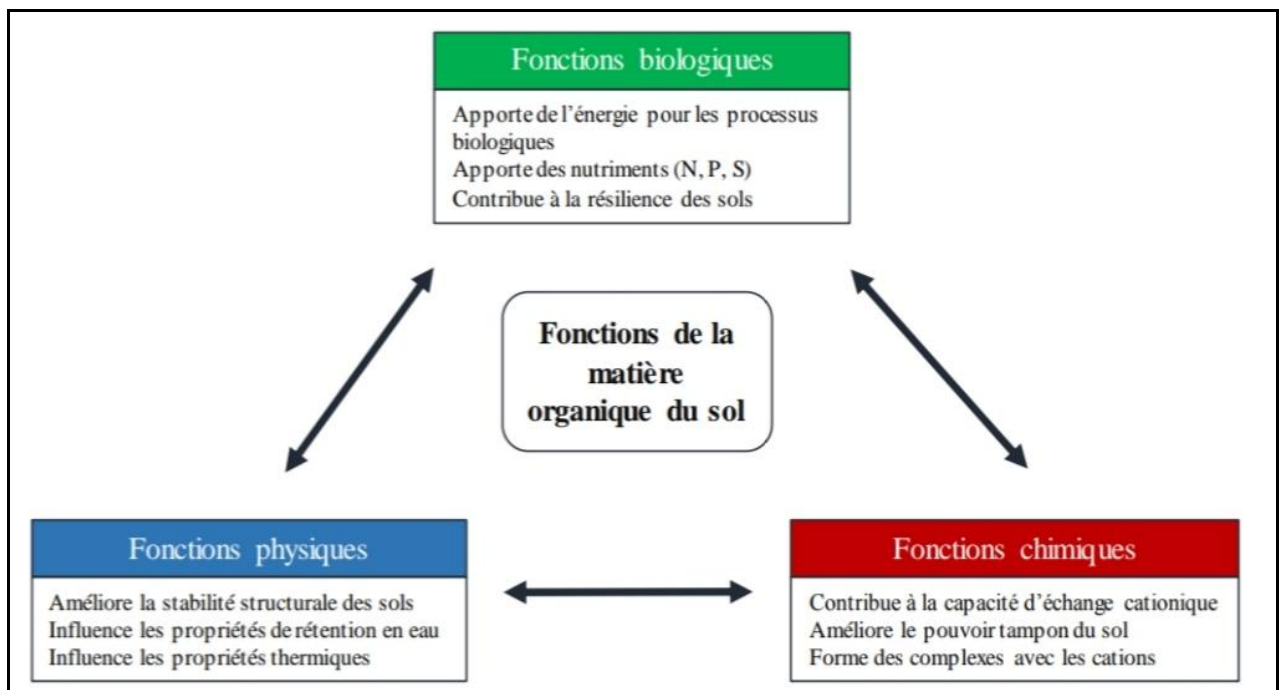 Fonctions biologiques
Apporte de l'énergie pour les processus
biologiques
Apporte des nutriments (N, P, S)
Contribue à la résilience des sols
Fonctions de la
matière
organique du sol
Fonctions physiques
Améliore la stabilité structurale des sols
Influence les propriétés de rétention en eau
Influence les propriétés thermiques
Fonctions chimiques
Contribue à la capacité d'échange cationique
Améliore le pouvoir tampon du sol
Forme des complexes avec les cations